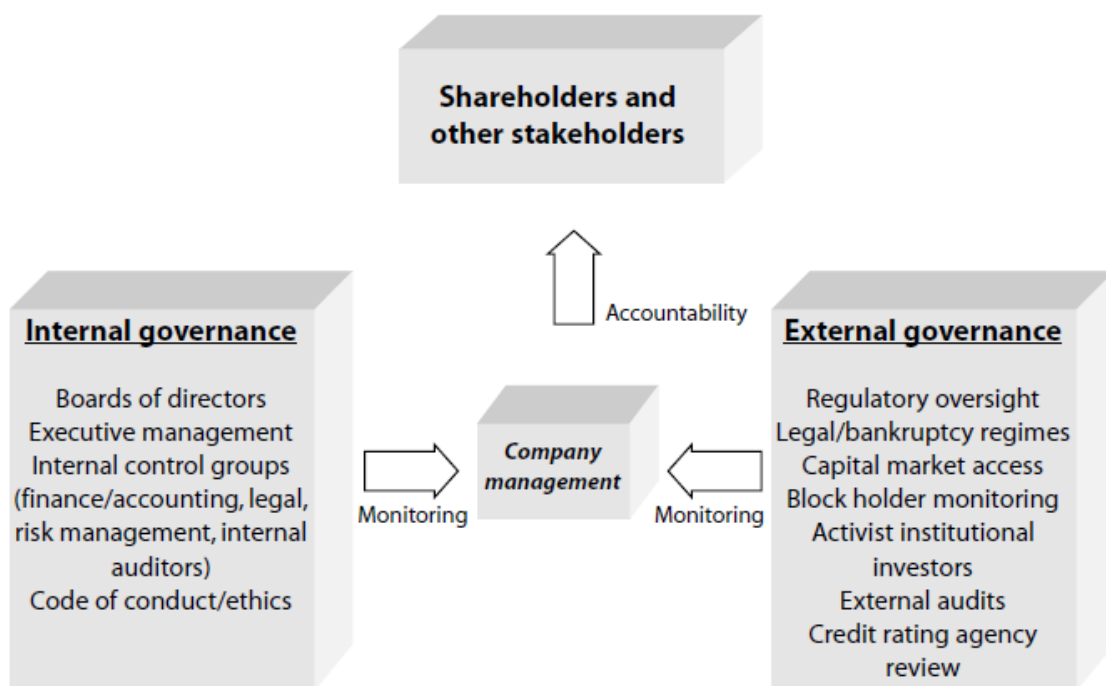 Shareholders and
other stakeholders
Accountability
Internal governance
Boards of directors
Executive management
Internal control groups
(finance/accounting, legal,
risk management, internal
auditors)
Code of conduct/ethics
Monitoring
Company
management
Monitoring
External governance
Regulatory oversight
Legal/bankruptcy regimes
Capital market access
Block holder monitoring
Activist institutional
investors
External audits
Credit rating agency
review